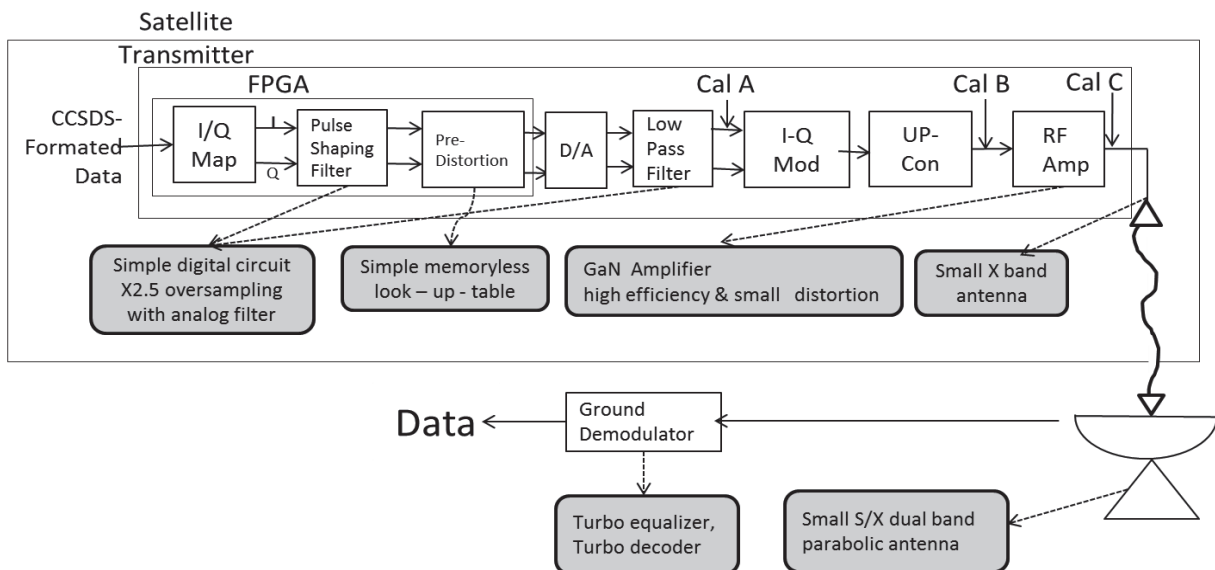 Satellite
Transmitter
FPGA
Cal A
Cal B
Cal C
CCSDS-
Formated
Data
I/Q
Map
I
Q
Pulse
Shaping
Filter
Pre-
Distortion
D/A
Low
Pass
Filter
I-Q
Mod
UP-
Con
RF
Amp
Simple digital circuit
X2.5 oversampling
with analog filter
Simple memoryless
look – up - table
GaN Amplifier
high efficiency & small distortion
Small X band
antenna
Data
Ground
Demodulator
Turbo equalizer,
Turbo decoder
Small S/X dual band
parabolic antenna